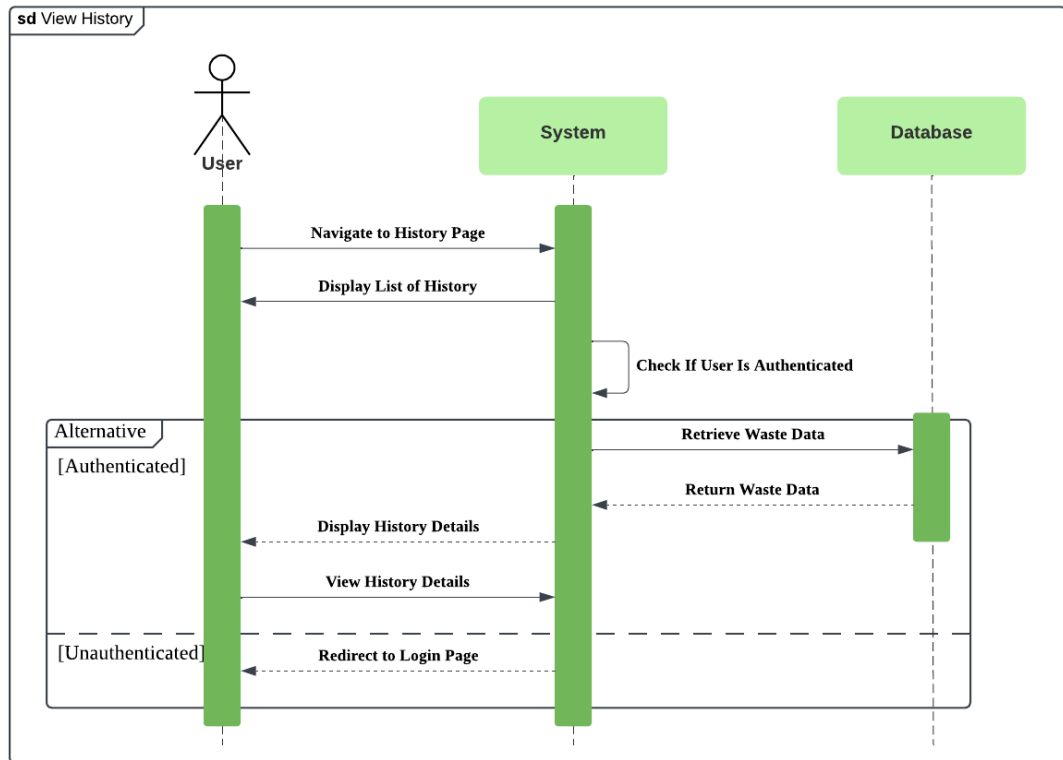 sd View History
User
System
Database
Navigate to History Page
Display List of History
Check If User Is Authenticated
Alternative
[Authenticated]
Retrieve Waste Data
Return Waste Data
Display History Details
View History Details
[Unauthenticated]
Redirect to Login Page